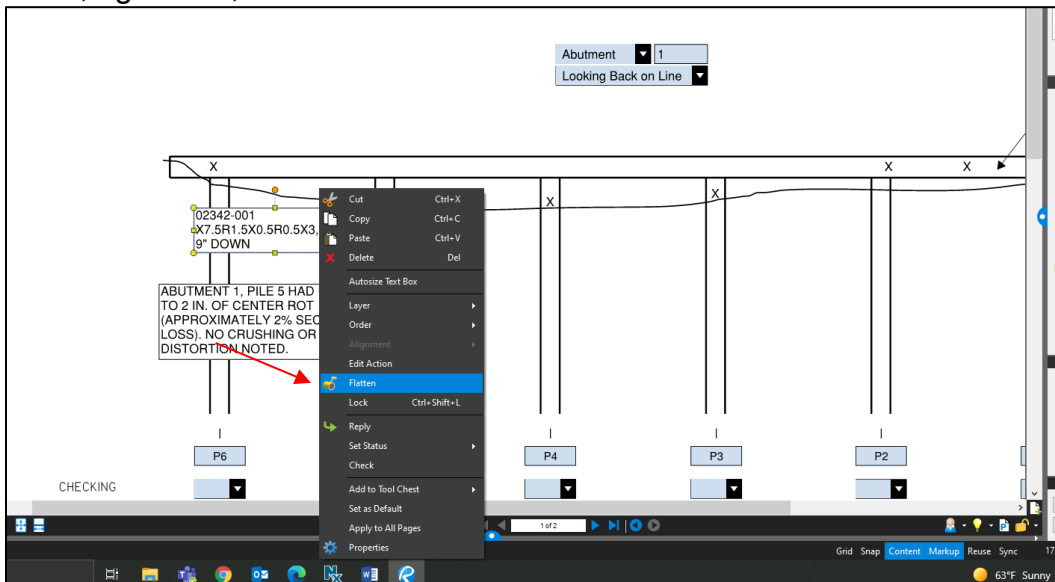 Abutment 1
Looking Back on Line
X
X X
X X
02342-001
X7.5R1.5X0.5R0.5X3.
9" DOWN
ABUTMENT 1, PILE 5 HAD
TO 2 IN. OF CENTER ROT
(APPROXIMATELY 2% SEC
LOSS). NO CRUSHING OR
DISTORTION NOTED.
Cut Ctrl+X
Copy Ctrl+C
Paste Ctrl+V
Delete Del
Autosize Text Box
Layer
Order
Alignment
Edit Action
Flatten
Lock Ctrl+Shift+L
Reply
Set Status
Check
Add to Tool Chest
Set as Default
Apply to All Pages
Properties
P6 P4 P3 P2
CHECKING
1 of 2
Grid Snap Content Markup Reuse Sync 17
63°F Sunny